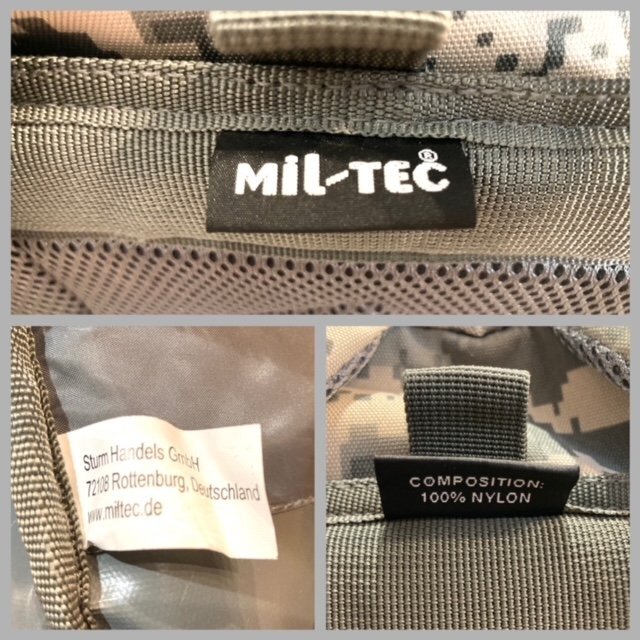 MiL-TEC®
Sturm Handels GmbH
72108 Rottenburg, Deutschland
www.miltec.de
COMPOSITION:
100% NYLON